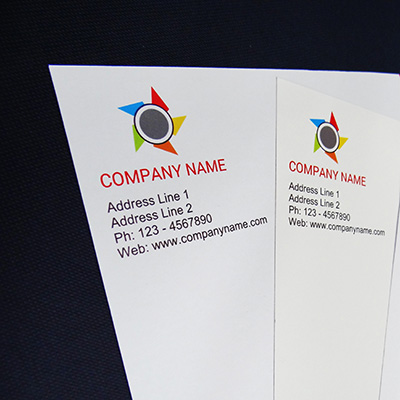 COMPANY NAME
Address Line 1
Address Line 2
Ph: 123 - 4567890
Web: www.companyname.com
COMPANY NAME
Address Line 1
Address Line 2
Ph: 123 - 4567890
Web: www.companyname.com